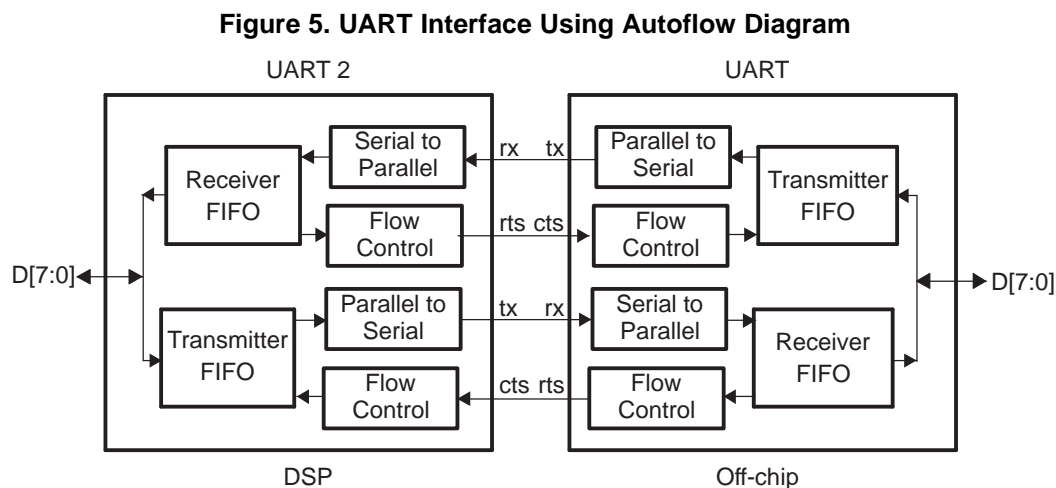 Figure 5. UART Interface Using Autoflow Diagram
UART 2
UART
Receiver
FIFO
Serial to
Parallel
rx
tx
Parallel to
Serial
Transmitter
FIFO
Flow
Control
rts
cts
Flow
Control
D[7:0]
D[7:0]
Transmitter
FIFO
Parallel to
Serial
tx
rx
Serial to
Parallel
Receiver
FIFO
Flow
Control
cts
rts
Flow
Control
DSP
Off-chip